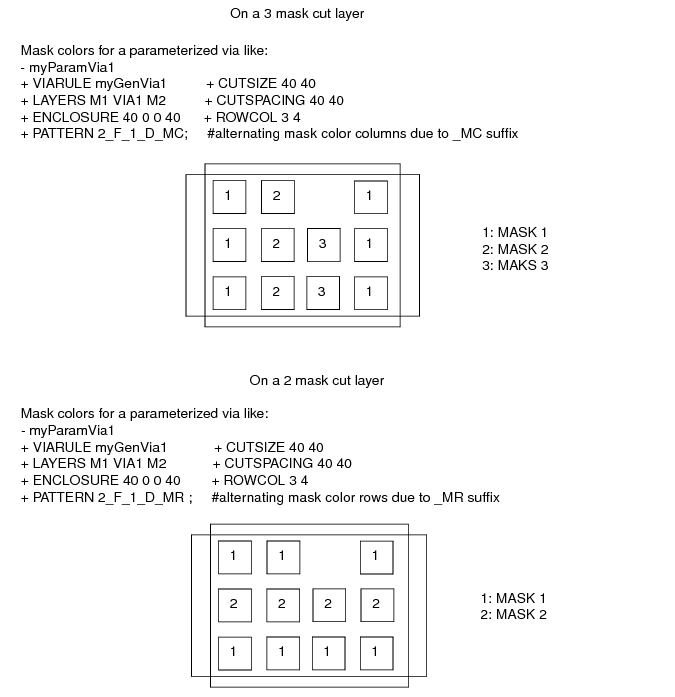 On a 3 mask cut layer
Mask colors for a parameterized via like:
- myParamVia1
+ VIARULE myGenVia1 + CUTSIZE 40 40
+ LAYERS M1 VIA1 M2 + CUTSPACING 40 40
+ ENCLOSURE 40 0 0 40 + ROWCOL 3 4
+ PATTERN 2_F_1_D_MC; #alternating mask color columns due to _MC suffix
1 2 1
1 2 3 1
1 2 3 1
1: MASK 1
2: MASK 2
3: MAKS 3
On a 2 mask cut layer
Mask colors for a parameterized via like:
- myParamVia1
+ VIARULE myGenVia1 + CUTSIZE 40 40
+ LAYERS M1 VIA1 M2 + CUTSPACING 40 40
+ ENCLOSURE 40 0 0 40 + ROWCOL 3 4
+ PATTERN 2_F_1_D_MR ; #alternating mask color rows due to _MR suffix
1 1 1
2 2 2 2
1 1 1 1
1: MASK 1
2: MASK 2